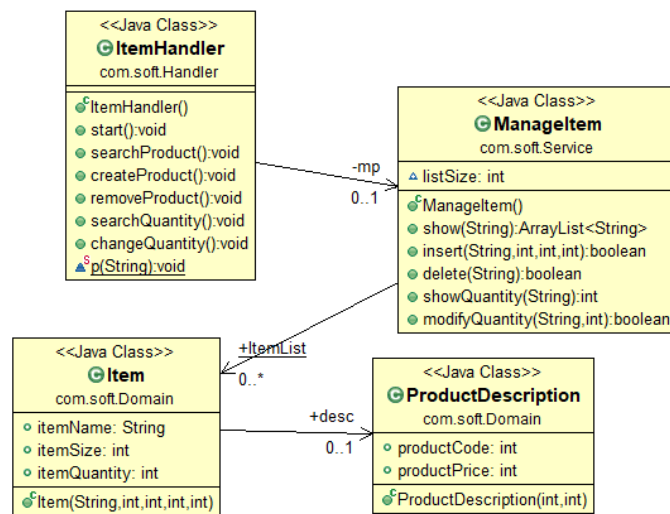 <<Java Class>>
ItemHandler
com.soft.Handler
ItemHandler()
start():void
searchProduct():void
createProduct():void
removeProduct():void
searchQuantity():void
changeQuantity():void
p(String):void
-mp
0..1
<<Java Class>>
ManageItem
com.soft.Service
listSize: int
ManageItem()
show(String):ArrayList<String>
insert(String,int,int,int):boolean
delete(String):boolean
showQuantity(String):int
modifyQuantity(String,int):boolean
+ItemList
0..*
<<Java Class>>
Item
com.soft.Domain
itemName: String
itemSize: int
itemQuantity: int
Item(String,int,int,int,int)
+desc
0..1
<<Java Class>>
ProductDescription
com.soft.Domain
productCode: int
productPrice: int
ProductDescription(int,int)